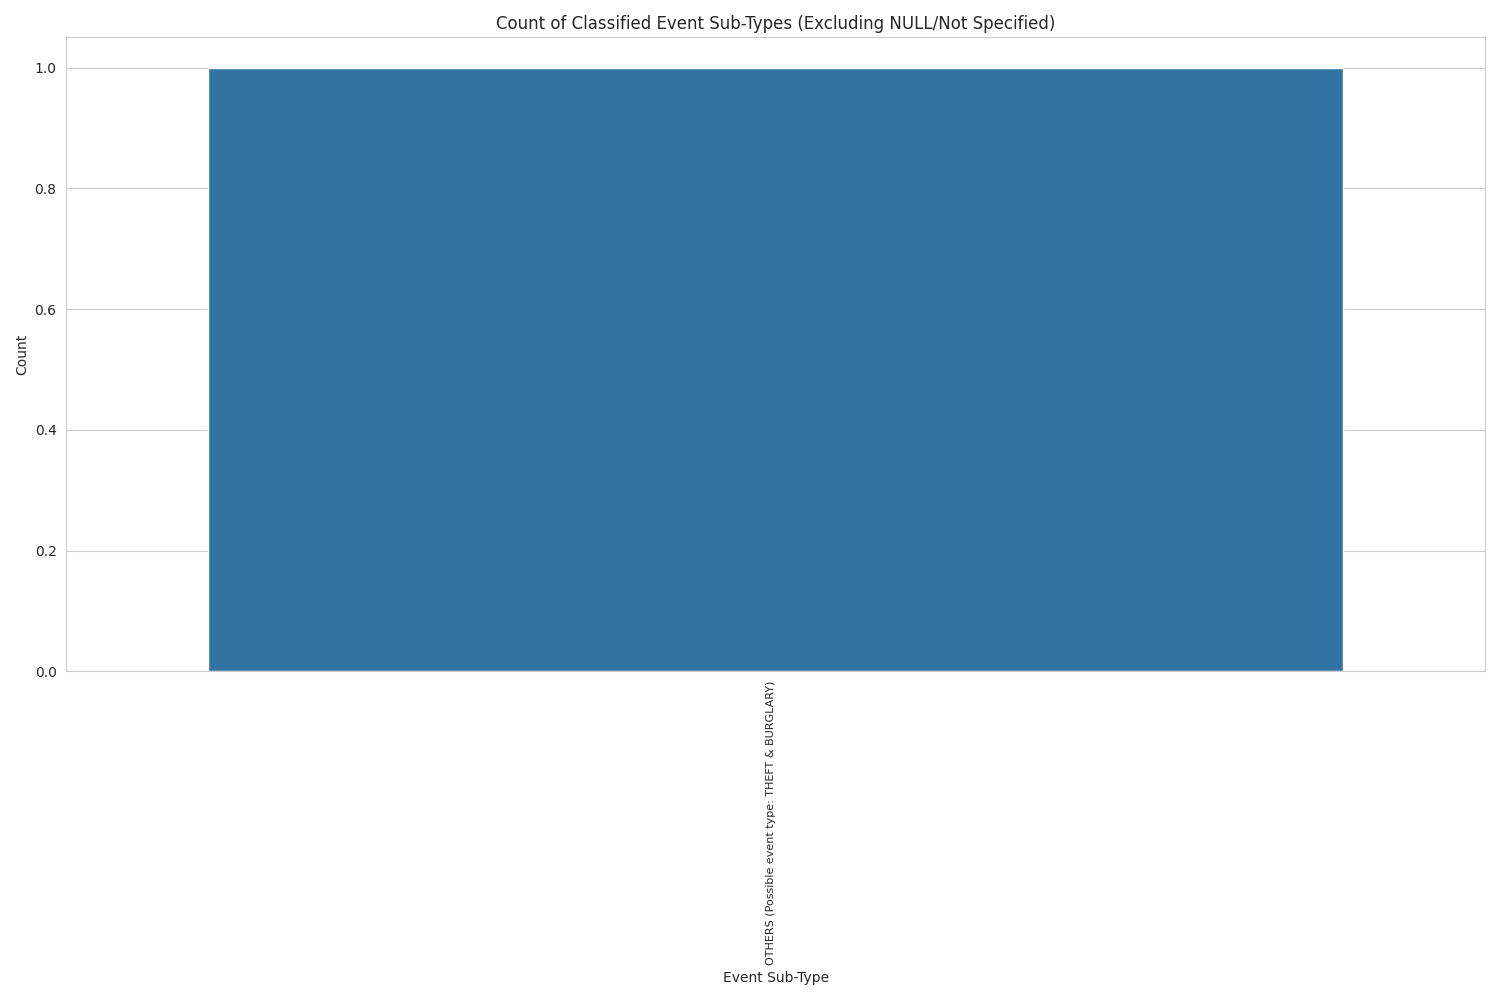 Count of Classified Event Sub-Types (Excluding NULL/Not Specified)
1.0
0.8
0.6
0.4
0.2
0.0
Count
OTHERS (Possible event type: THEFT & BURGLARY)
Event Sub-Type